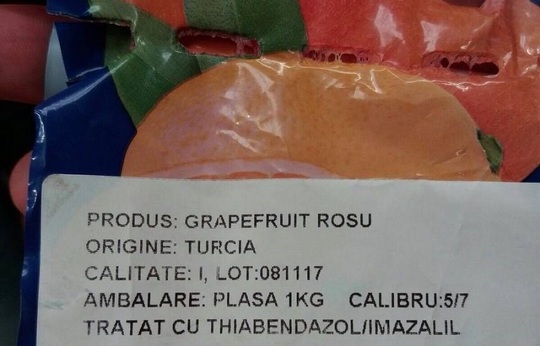 PRODUS: GRAPEFRUIT ROSU
ORIGINE: TURCIA
CALITATE: I, LOT:081117
AMBALARE: PLASA 1KG CALIBRU:5/7
TRATAT CU THIABENDAZOL/IMAZALIL